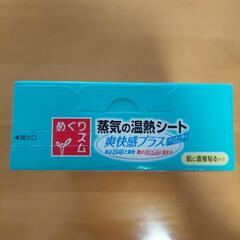 めぐり
ズム
蒸気の温熱シート
爽快感プラス
◀開け口
肌に直接貼るタイプ